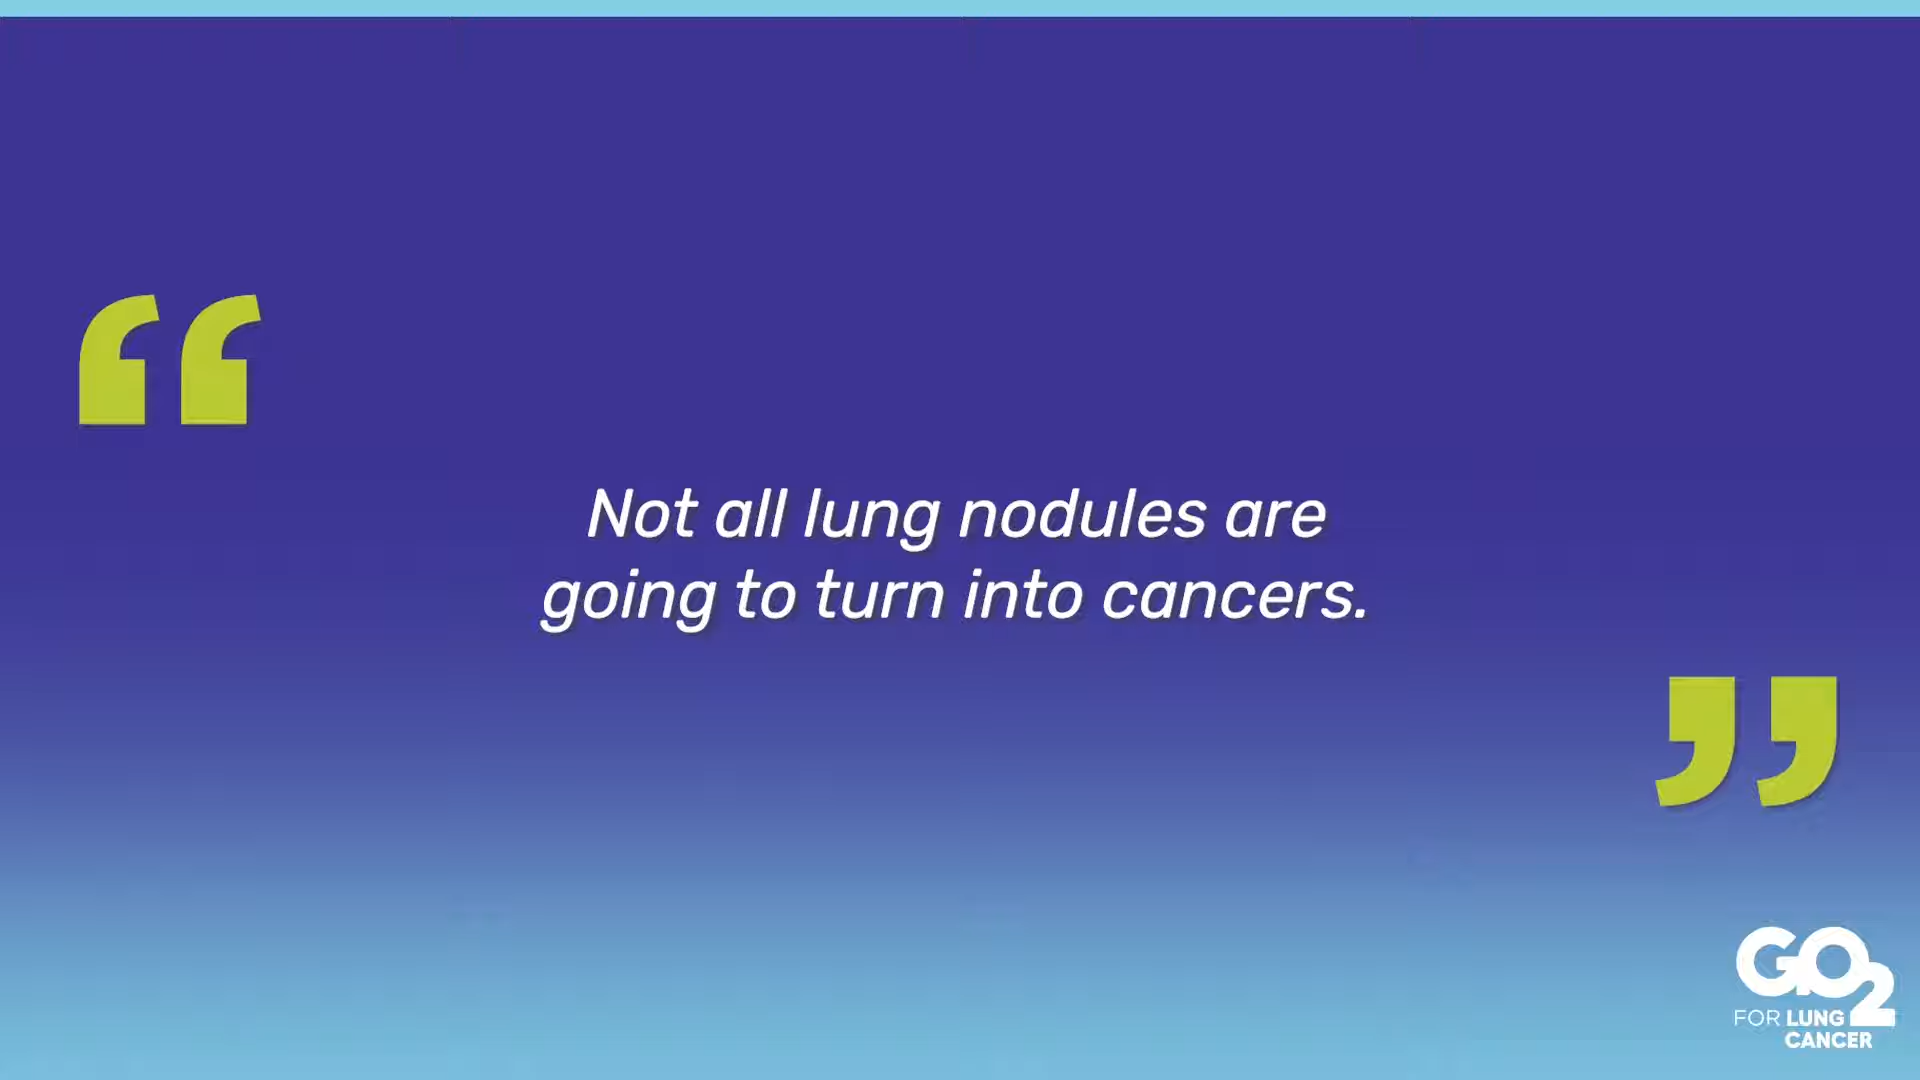 “
Not all lung nodules are
going to turn into cancers.
”
GO2
FOR LUNG
CANCER